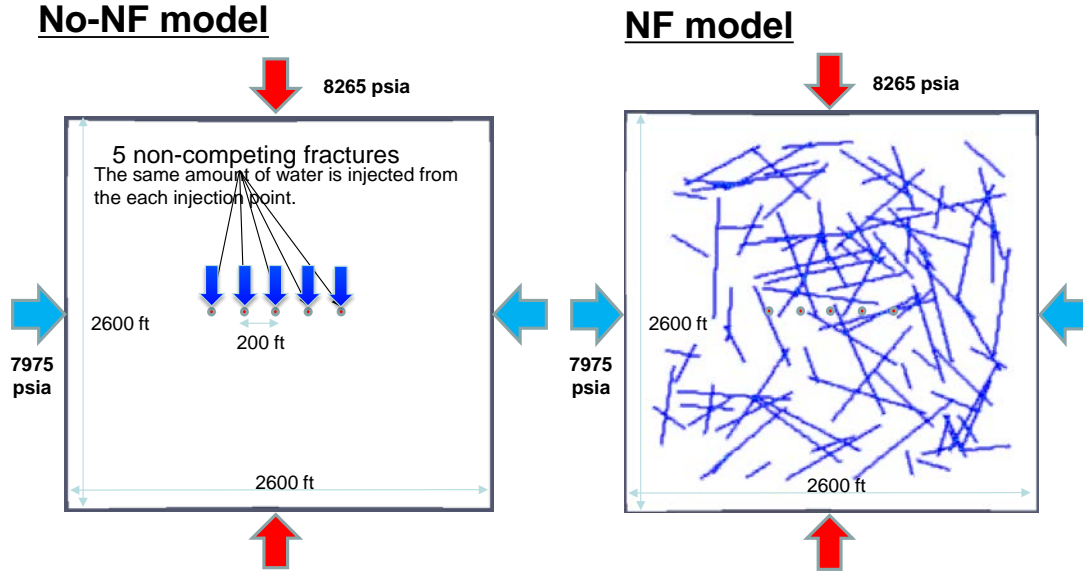 No-NF model
8265 psia
5 non-competing fractures
The same amount of water is injected from
the each injection point.
2600 ft
200 ft
7975
psia
2600 ft
NF model
8265 psia
2600 ft
7975
psia
2600 ft